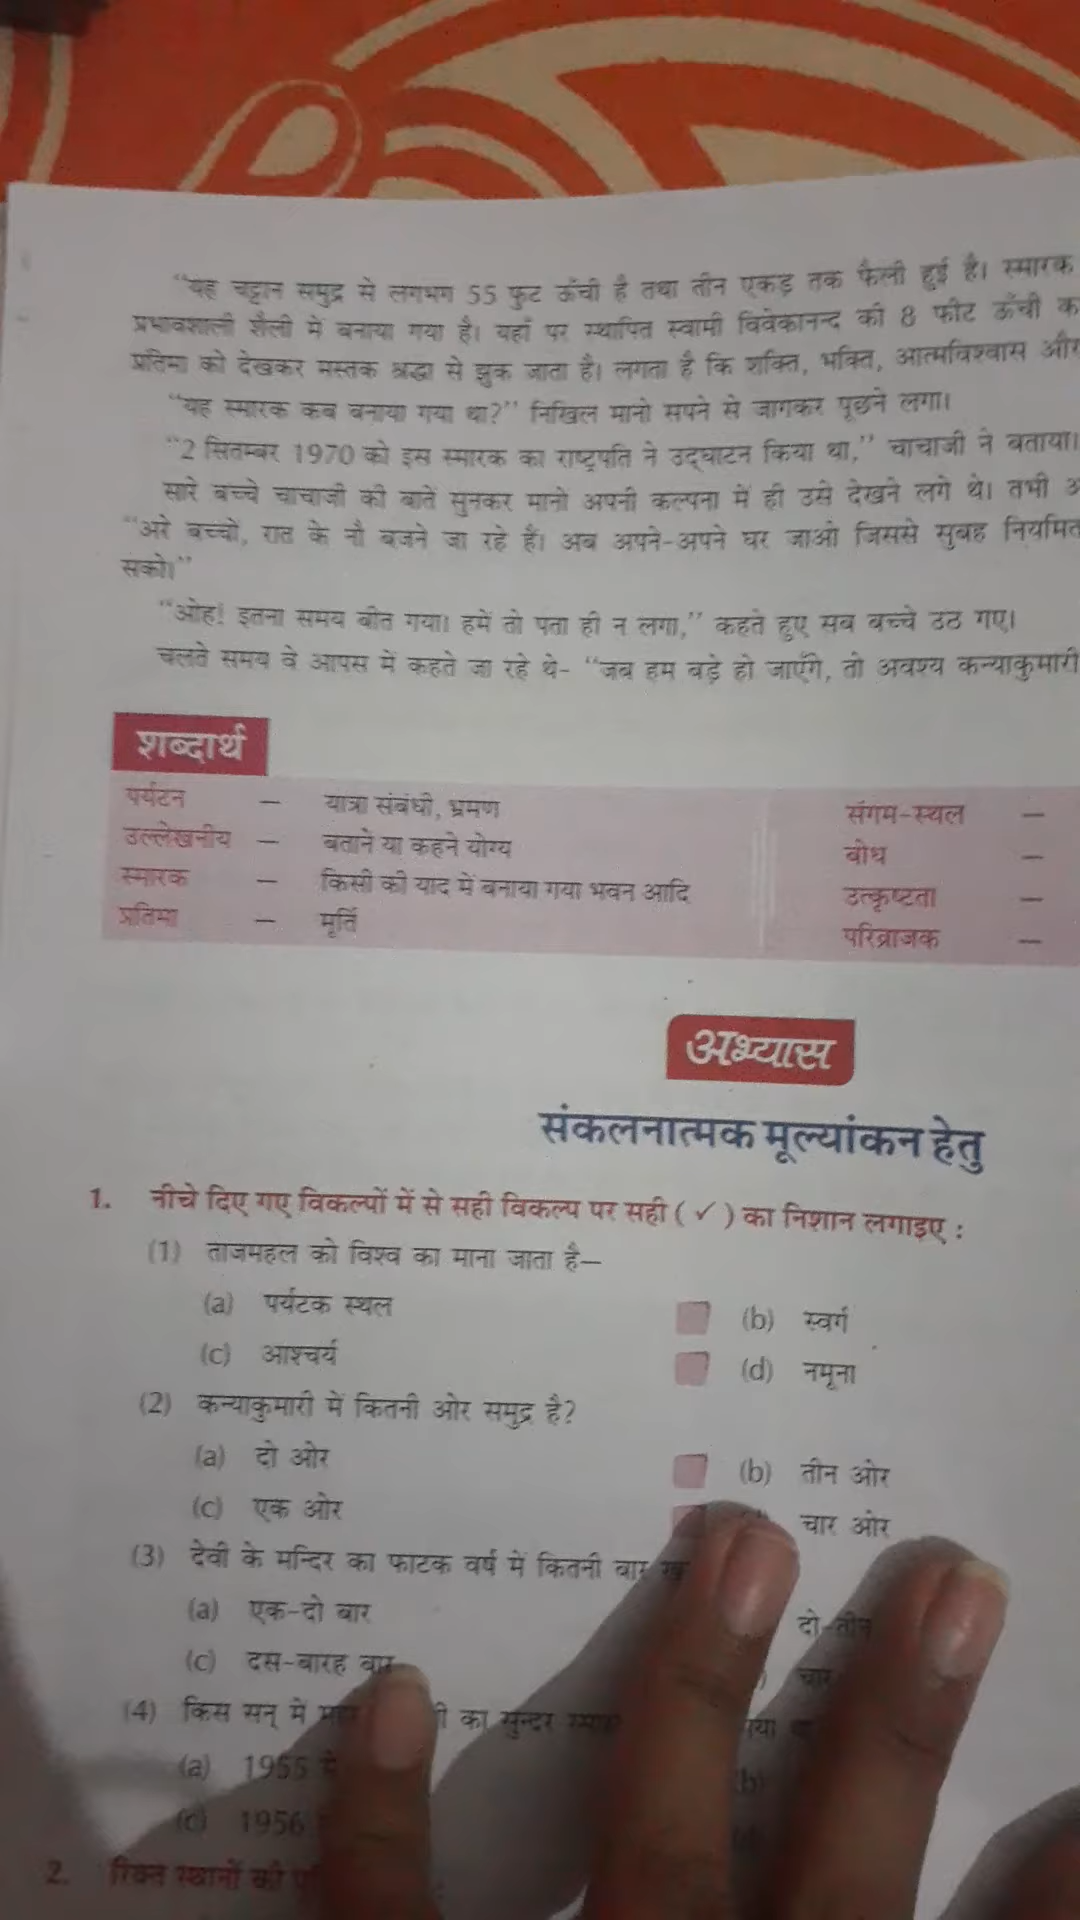 “यह चट्टान समुद्र से लगभग 55 फुट ऊँची है तथा तीन एकड़ तक फैली हुई है। स्मारक
प्रभावशाली शैली में बनाया गया है। यहाँ पर स्थापित स्वामी विवेकानन्द की 8 फीट ऊँची
प्रतिमा को देखकर मस्तक श्रद्धा से झुक जाता है। लगता है कि शक्ति, भक्ति, आत्मविश्वास और
“यह स्मारक कब बनाया गया था?” निखिल मानो सपने से जागकर पूछने लगा।
“2 सितम्बर 1970 को इस स्मारक का राष्ट्रपति ने उद्घाटन किया था,” चाचाजी ने बताया।
सारे बच्चे चाचाजी की बातें सुनकर मानो अपनी कल्पना में ही उसे देखने लगे थे। तभी
“अरे बच्चों, रात के नौ बजने जा रहे हैं। अब अपने-अपने घर जाओ जिससे सुबह नियमित
सको।”
“ओह! इतना समय बीत गया। हमें तो पता ही न लगा,” कहते हुए सब बच्चे उठ गए।
चलते समय वे आपस में कहते जा रहे थे- “जब हम बड़े हो जाएँगे, तो अवश्य कन्याकुमारी
शब्दार्थ
पर्यटन – यात्रा संबंधी, भ्रमण संगम-स्थल –
उल्लेखनीय – बताने या कहने योग्य बोध –
स्मारक – किसी की याद में बनाया गया भवन आदि उत्कृष्टता –
प्रतिमा – मूर्ति परिव्राजक –
अभ्यास
संकलनात्मक मूल्यांकन हेतु
1. नीचे दिए गए विकल्पों में से सही विकल्प पर सही ( ✓ ) का निशान लगाइए :
(1) ताजमहल को विश्व का माना जाता है–
(a) पर्यटक स्थल (b) स्वर्ग
(c) आश्चर्य (d) नमूना
(2) कन्याकुमारी में कितनी ओर समुद्र है?
(a) दो ओर (b) तीन ओर
(c) एक ओर चार ओर
(3) देवी के मन्दिर का फाटक वर्ष में कितनी बार
(a) एक-दो बार दो-तीन
(c) दस-बारह बार चार
(4) किस सन् में का सुन्दर
(a) 1955 (b)
(c) 1956
2. रिक्त स्थानों की